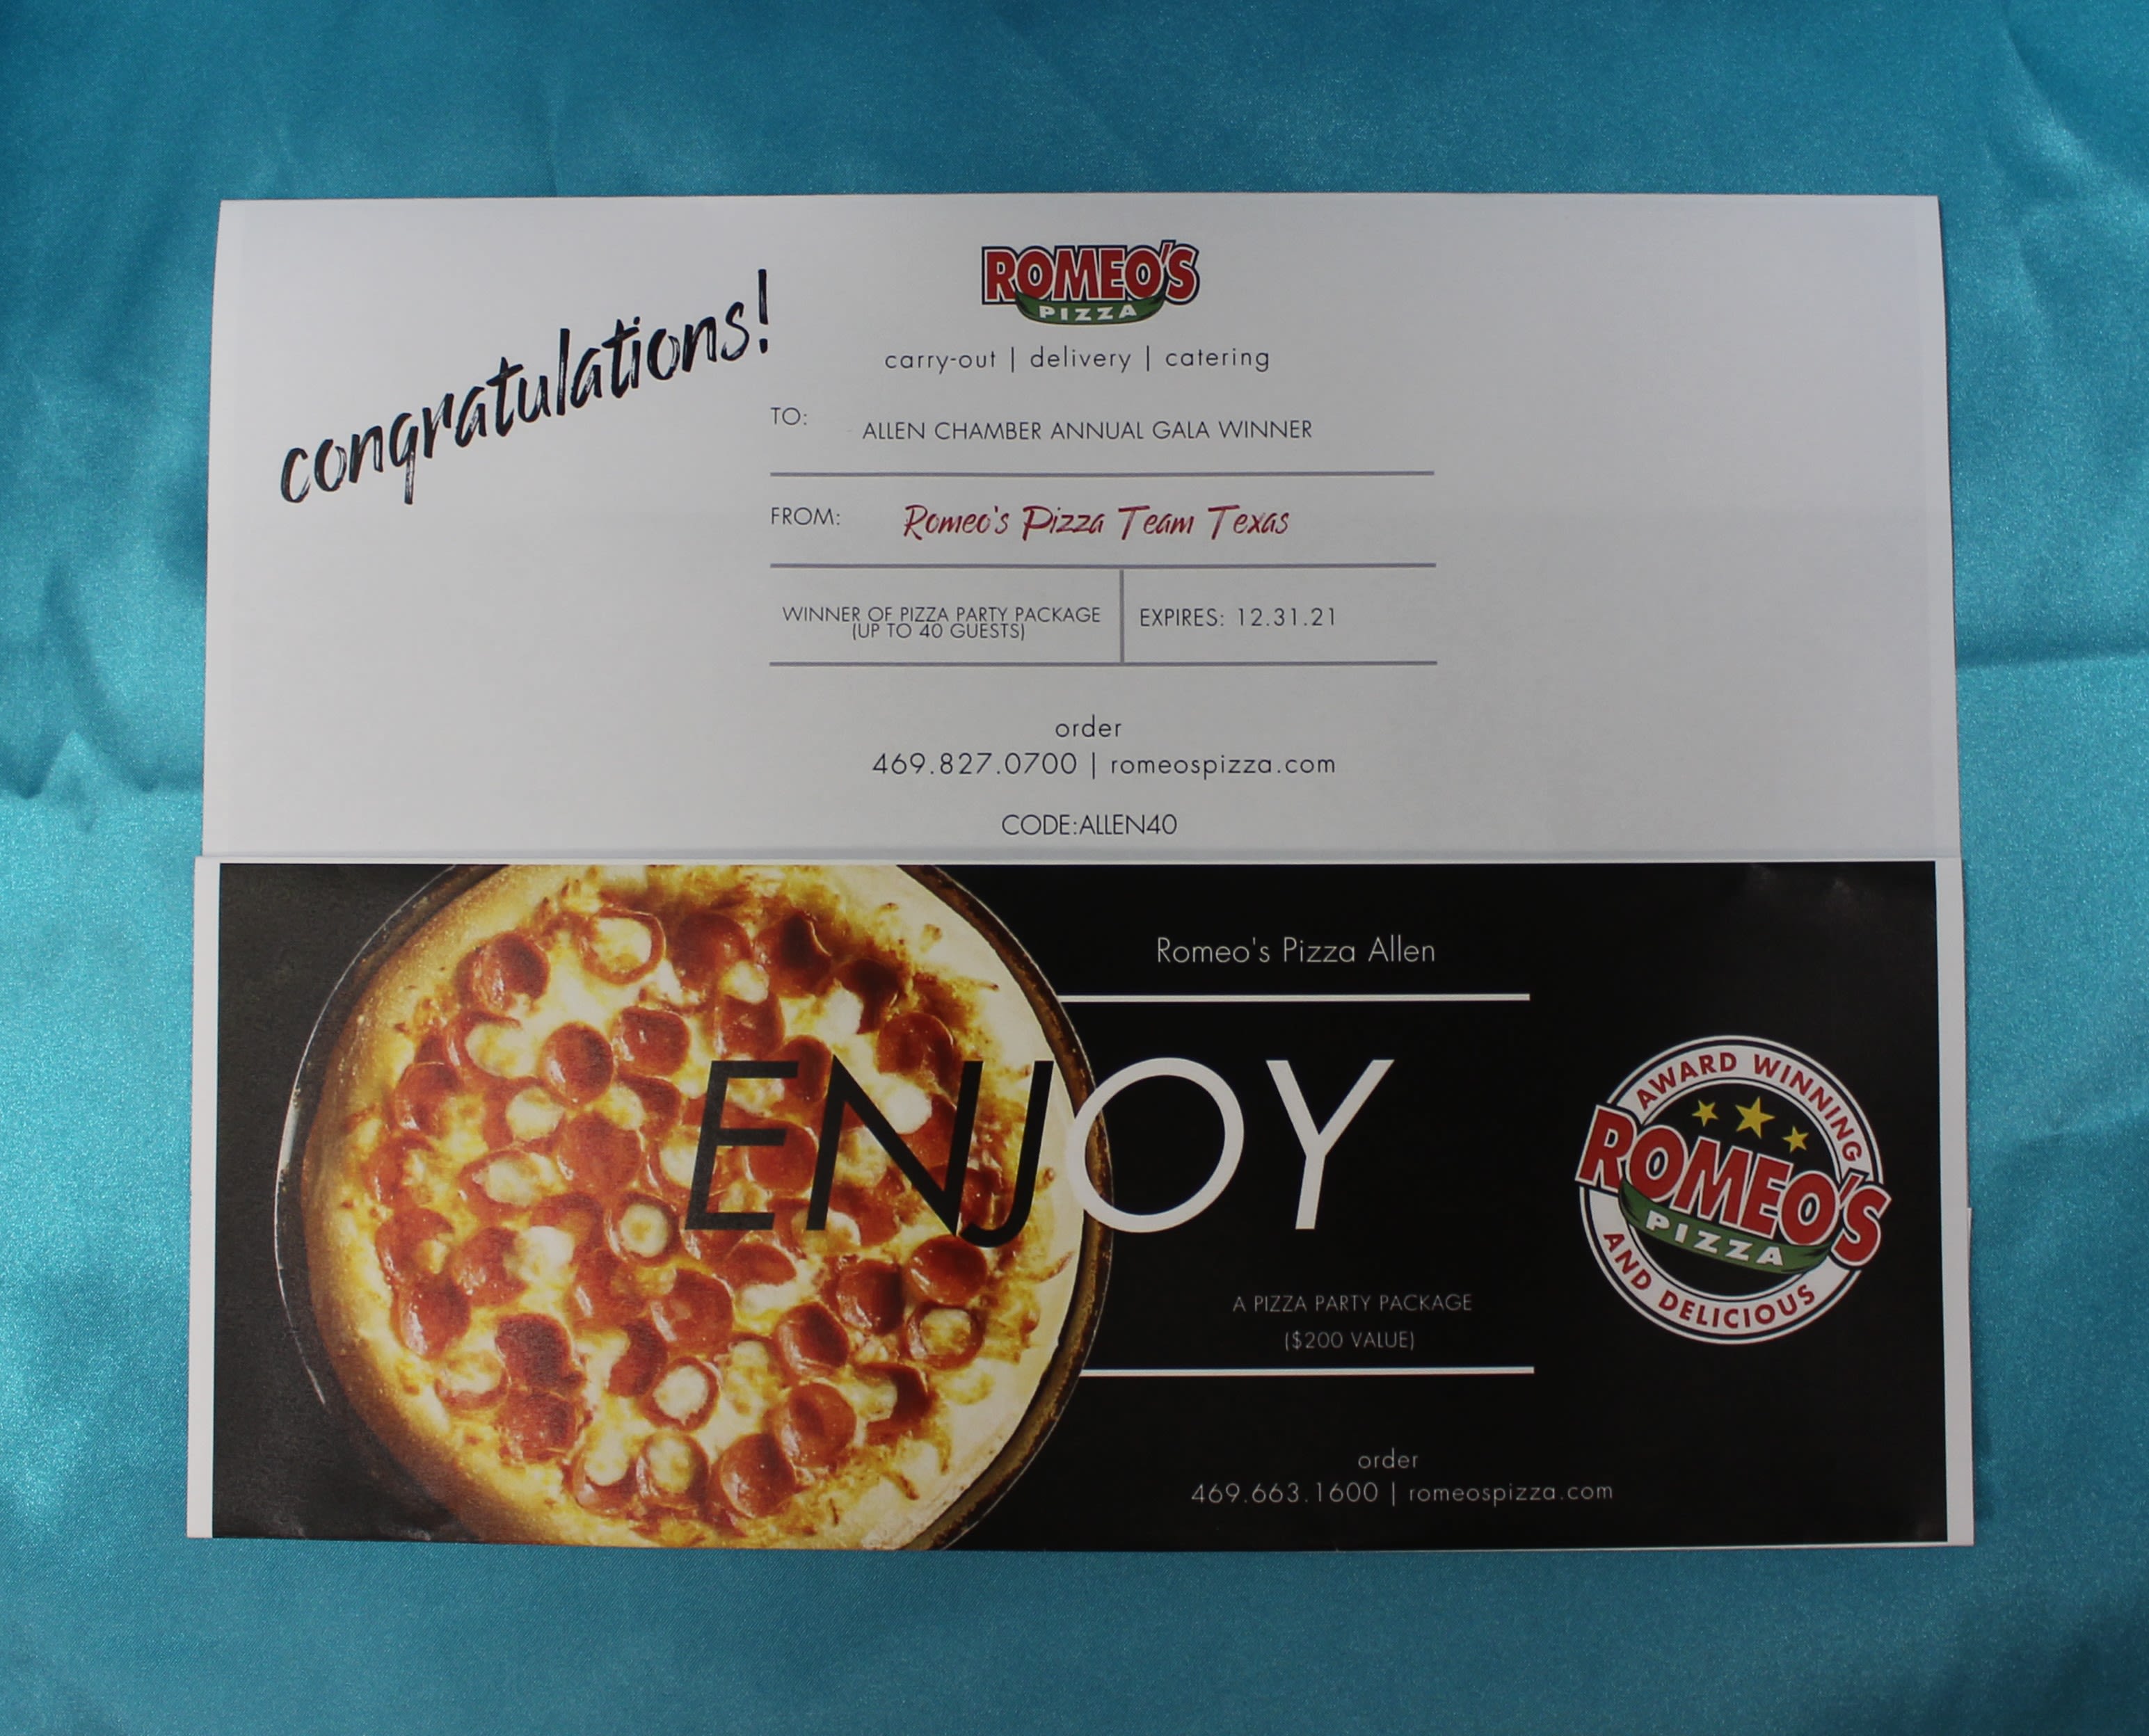 congratulations!
ROMEO'S
PIZZA
carry-out | delivery | catering
TO:
ALLEN CHAMBER ANNUAL GALA WINNER
FROM:
Romeo's Pizza Team Texas
WINNER OF PIZZA PARTY PACKAGE
(UP TO 40 GUESTS)
EXPIRES: 12.31.21
order
469.827.0700 | romeospizza.com
CODE:ALLEN40
Romeo's Pizza Allen
ENJOY
A PIZZA PARTY PACKAGE
($200 VALUE)
order
469.663.1600 | romeospizza.com
AWARD WINNING
ROMEO'S
PIZZA
AND DELICIOUS